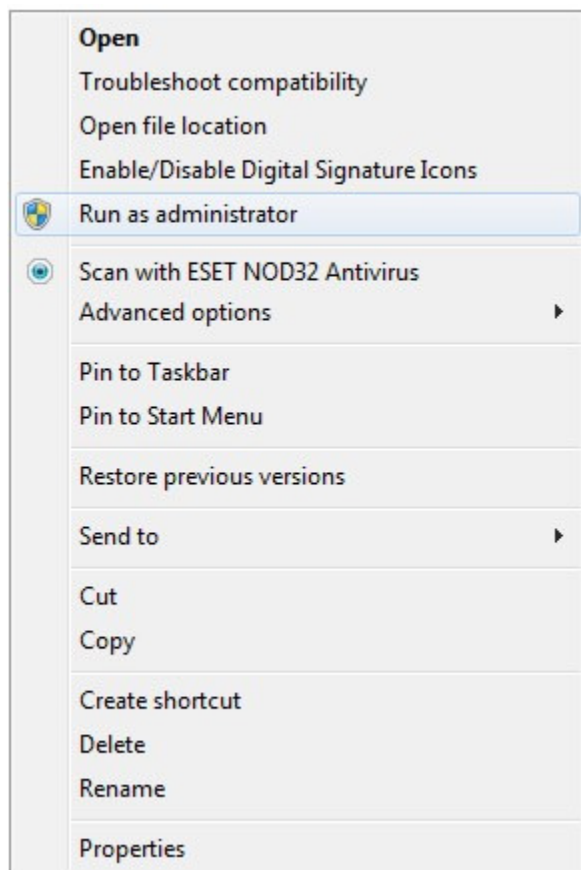 Open
Troubleshoot compatibility
Open file location
Enable/Disable Digital Signature Icons
Run as administrator
Scan with ESET NOD32 Antivirus
Advanced options
Pin to Taskbar
Pin to Start Menu
Restore previous versions
Send to
Cut
Copy
Create shortcut
Delete
Rename
Properties